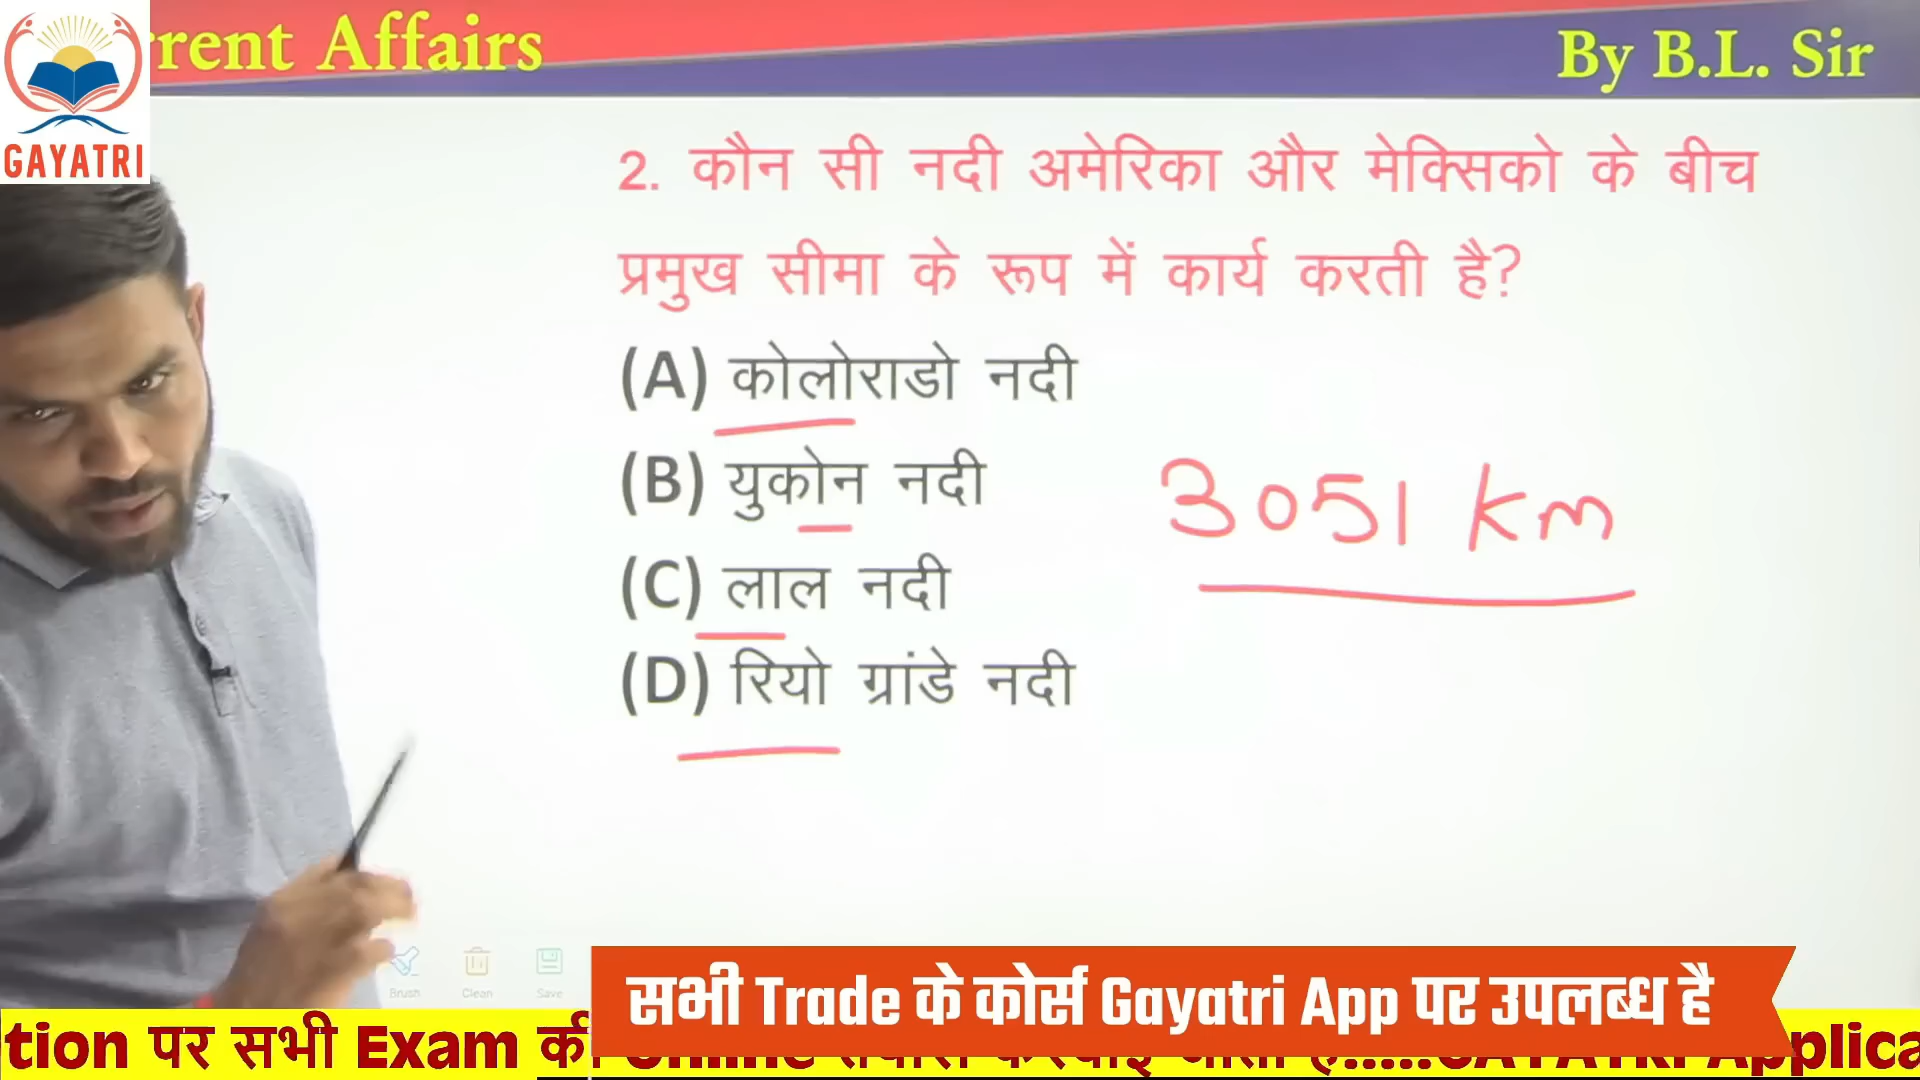 rrent Affairs
By B.L. Sir
GAYATRI
2. कौन सी नदी अमेरिका और मेक्सिको के बीच
प्रमुख सीमा के रूप में कार्य करती है?
(A) कोलोराडो नदी
(B) युकोन नदी
3051 km
(C) लाल नदी
(D) रियो ग्रांडे नदी
Brush
Clean
Save
सभी Trade के कोर्स Gayatri App पर उपलब्ध है
tion पर सभी Exam की